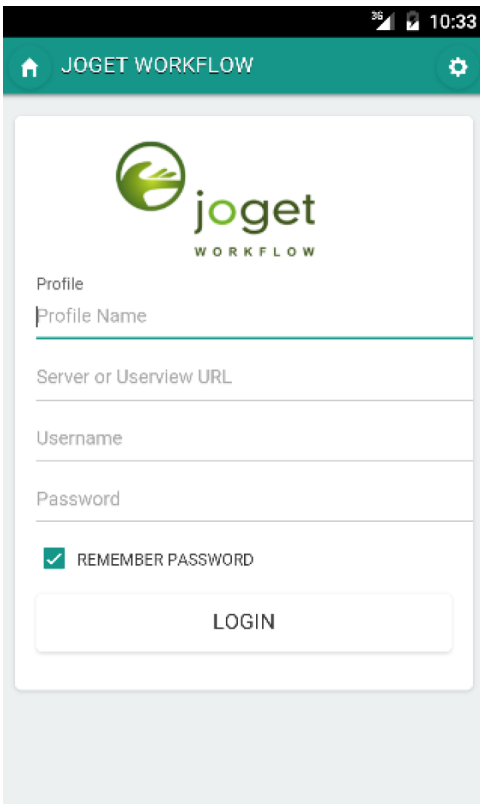 3G 10:33
JOGET WORKFLOW
joget
WORKFLOW
Profile
Profile Name
Server or Userview URL
Username
Password
REMEMBER PASSWORD
LOGIN